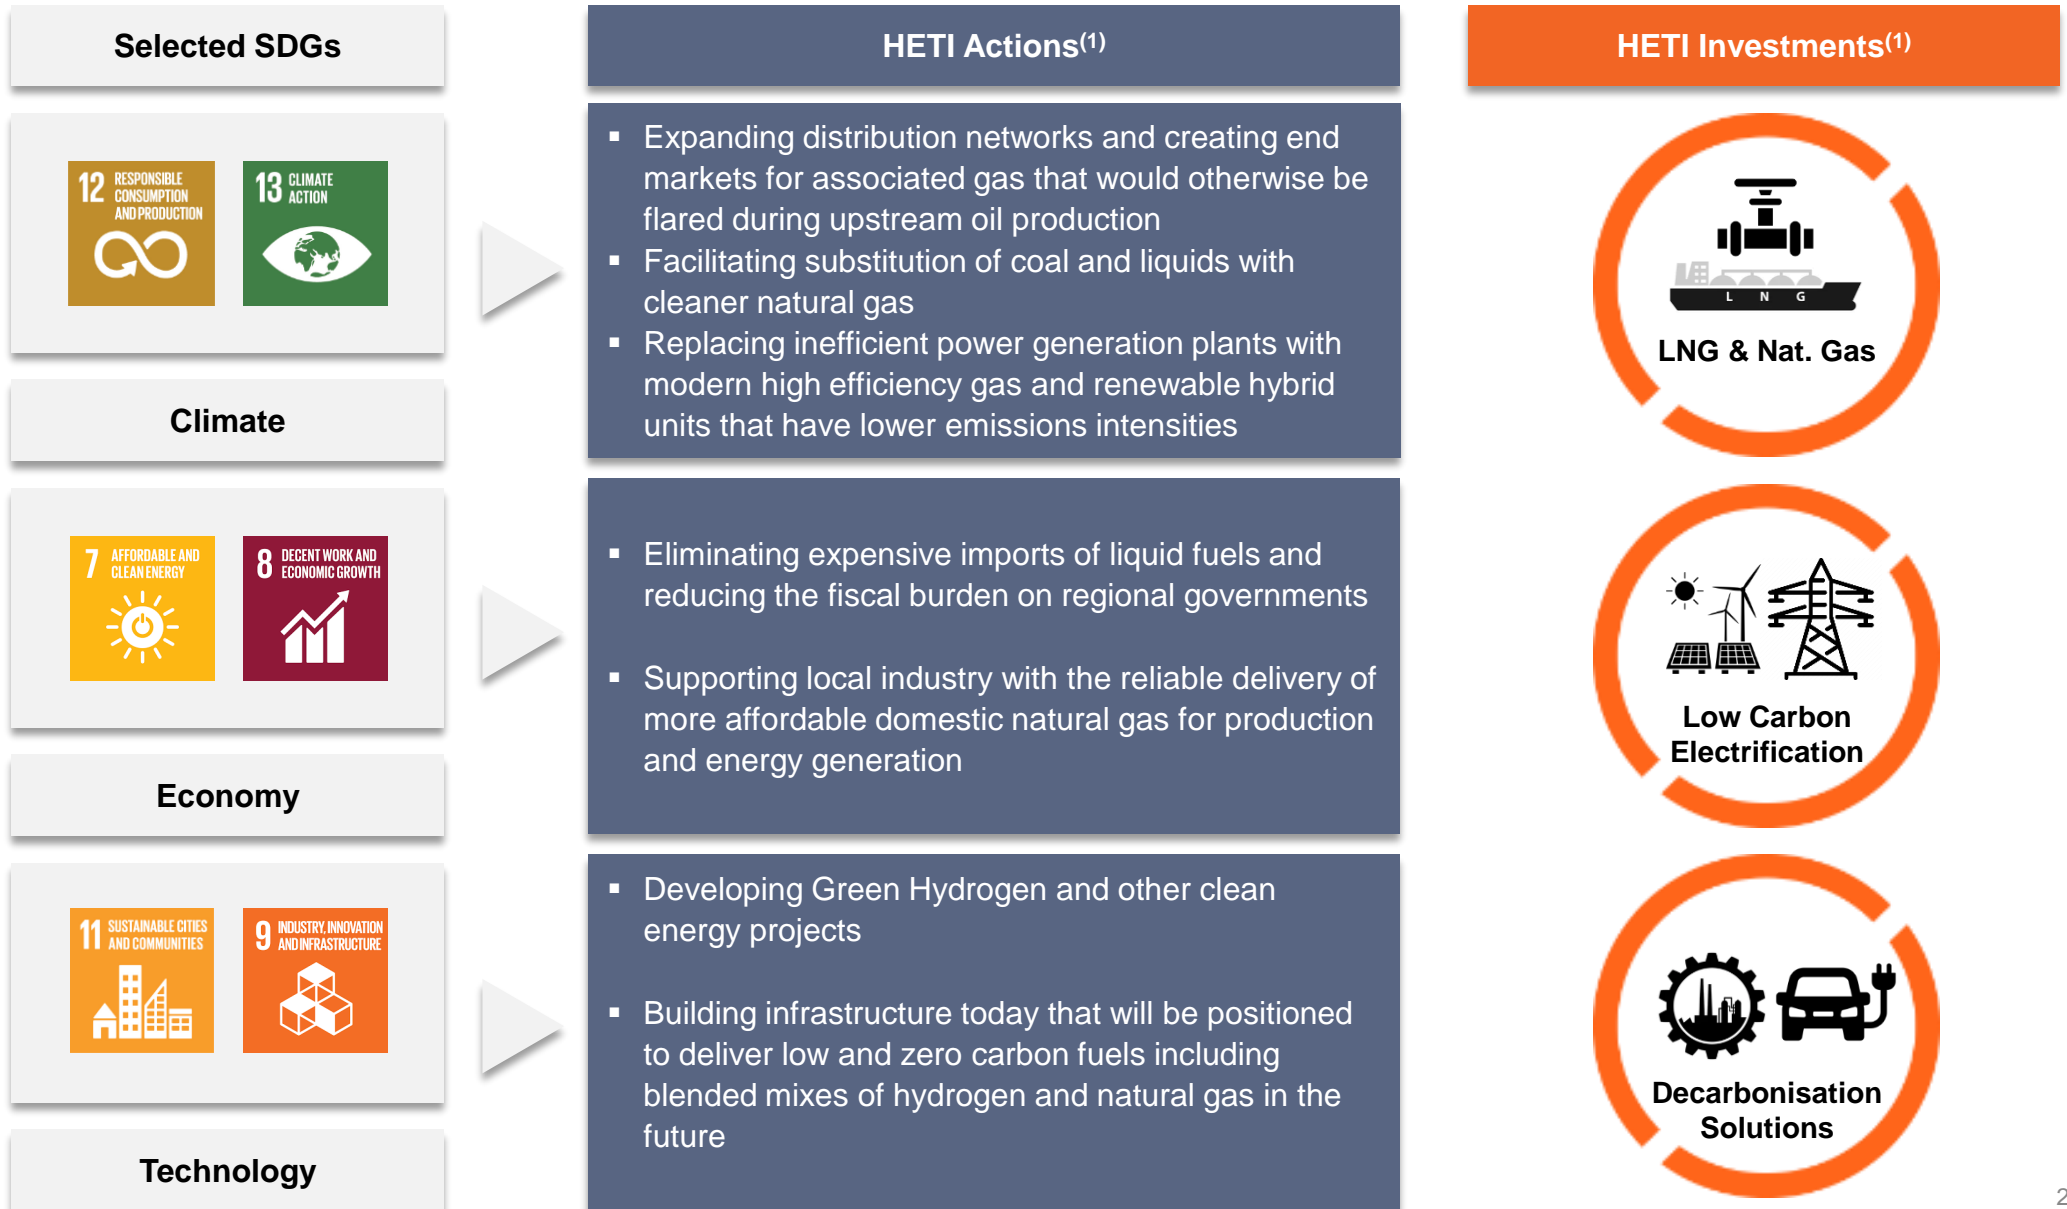 Selected SDGs
HETI Actions(1)
HETI Investments(1)
12 RESPONSIBLE
CONSUMPTION
AND PRODUCTION
13 CLIMATE
ACTION
Climate
▪ Expanding distribution networks and creating end
markets for associated gas that would otherwise be
flared during upstream oil production
▪ Facilitating substitution of coal and liquids with
cleaner natural gas
▪ Replacing inefficient power generation plants with
modern high efficiency gas and renewable hybrid
units that have lower emissions intensities
L N G
LNG & Nat. Gas
7 AFFORDABLE AND
CLEAN ENERGY
8 DECENT WORK AND
ECONOMIC GROWTH
Economy
▪ Eliminating expensive imports of liquid fuels and
reducing the fiscal burden on regional governments
▪ Supporting local industry with the reliable delivery of
more affordable domestic natural gas for production
and energy generation
Low Carbon
Electrification
11 SUSTAINABLE CITIES
AND COMMUNITIES
9 INDUSTRY, INNOVATION
AND INFRASTRUCTURE
Technology
▪ Developing Green Hydrogen and other clean
energy projects
▪ Building infrastructure today that will be positioned
to deliver low and zero carbon fuels including
blended mixes of hydrogen and natural gas in the
future
Decarbonisation
Solutions
2